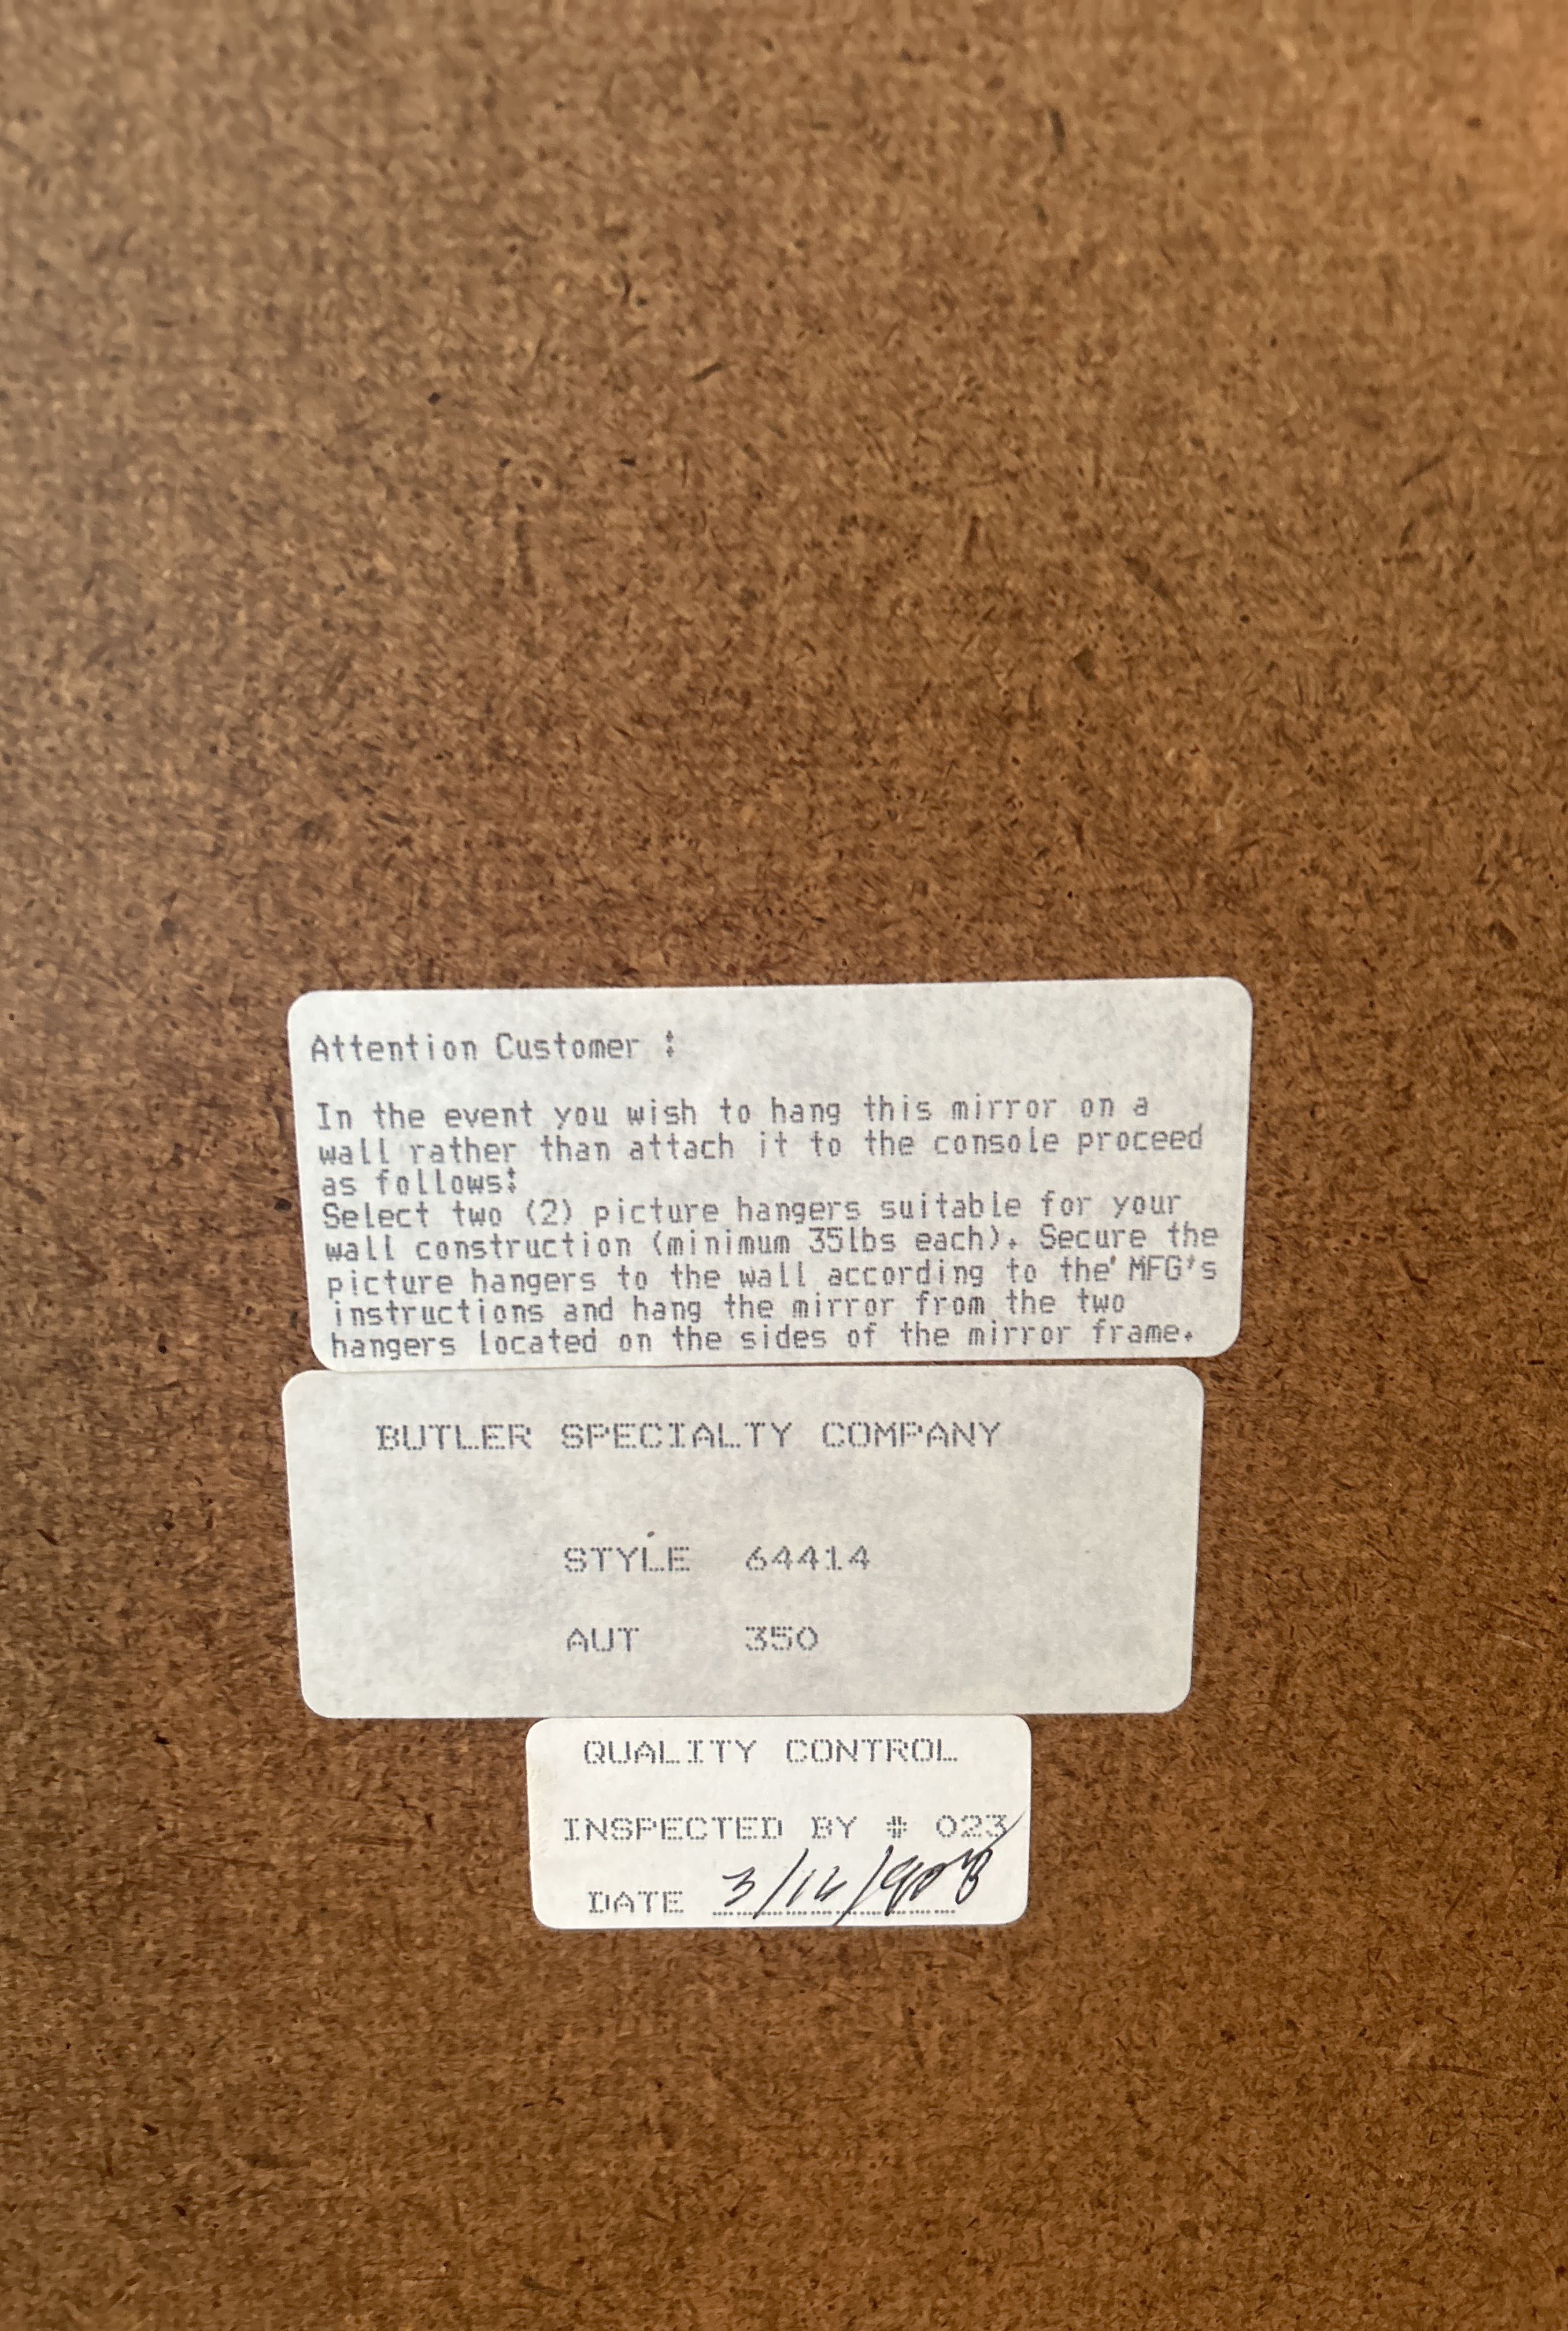 Attention Customer :
In the event you wish to hang this mirror on a
wall rather than attach it to the console proceed
as follows:
Select two (2) picture hangers suitable for your
wall construction (minimum 35lbs each). Secure the
picture hangers to the wall according to the' MFG's
instructions and hang the mirror from the two
hangers located on the sides of the mirror frame.
BUTLER SPECIALTY COMPANY
STYLE 64414
AUT 350
QUALITY CONTROL
INSPECTED BY # 023
DATE